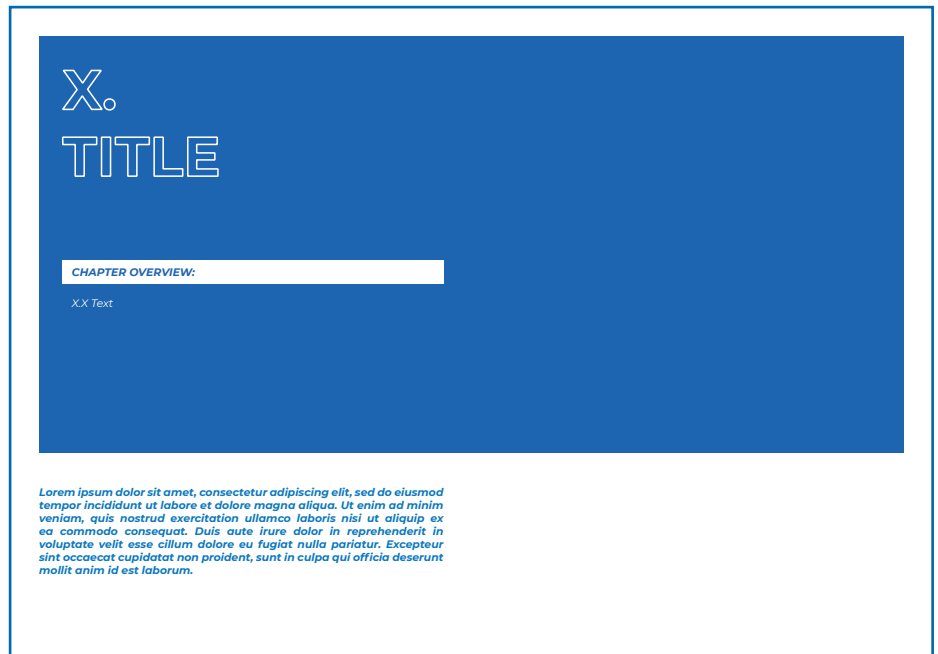 X.
TITLE
CHAPTER OVERVIEW:
X.X Text
Lorem ipsum dolor sit amet, consectetur adipiscing elit, sed do eiusmod
tempor incididunt ut labore et dolore magna aliqua. Ut enim ad minim
veniam, quis nostrud exercitation ullamco laboris nisi ut aliquip ex
ea commodo consequat. Duis aute irure dolor in reprehenderit in
voluptate velit esse cillum dolore eu fugiat nulla pariatur. Excepteur
sint occaecat cupidatat non proident, sunt in culpa qui officia deserunt
mollit anim id est laborum.